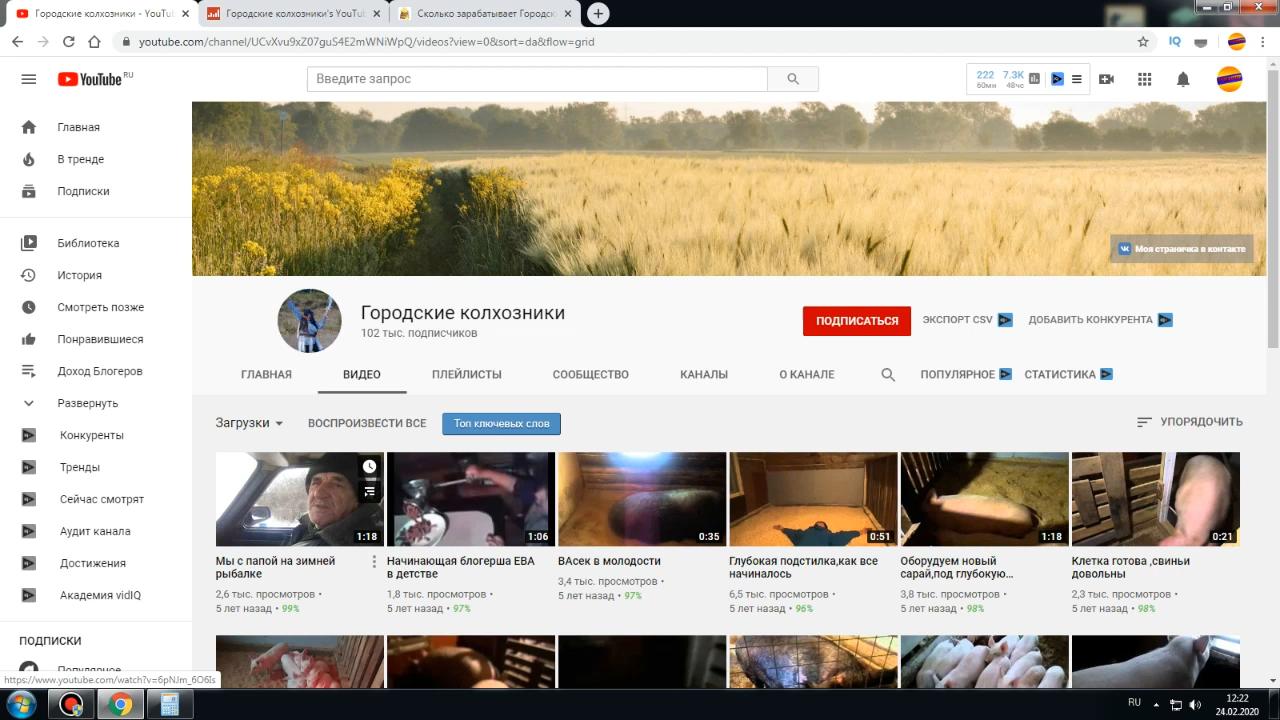 Городские колхозники - YouTu
Городские колхозники's YouTub
Сколько зарабатывает Городск
youtube.com/channel/UCvXvu9xZ07guS4E2mWNiWpQ/videos?view=0&sort=da&flow=grid
IQ
YouTube RU
Введите запрос
222 7.3K
60мн 48чс
Главная
В тренде
Подписки
Библиотека
История
Смотреть позже
Понравившиеся
Доход Блогеров
Развернуть
Конкуренты
Тренды
Сейчас смотрят
Аудит канала
Достижения
Академия vidIQ
ПОДПИСКИ
Популярное
Моя страничка в контакте
Городские колхозники
102 тыс. подписчиков
ПОДПИСАТЬСЯ
ЭКСПОРТ CSV
ДОБАВИТЬ КОНКУРЕНТА
ГЛАВНАЯ ВИДЕО ПЛЕЙЛИСТЫ СООБЩЕСТВО КАНАЛЫ О КАНАЛЕ ПОПУЛЯРНОЕ СТАТИСТИКА
Загрузки ВОСПРОИЗВЕСТИ ВСЕ Топ ключевых слов УПОРЯДОЧИТЬ
1:18
Мы с папой на зимней
рыбалке
2,6 тыс. просмотров •
5 лет назад • 99%
1:06
Начинающая блогерша ЕВА
в детстве
1,8 тыс. просмотров •
5 лет назад • 97%
0:35
ВАсек в молодости
3,4 тыс. просмотров •
5 лет назад • 97%
0:51
Глубокая подстилка,как все
начиналось
6,5 тыс. просмотров •
5 лет назад • 96%
1:18
Оборудуем новый
сарай,под глубокую...
3,8 тыс. просмотров •
5 лет назад • 98%
0:21
Клетка готова ,свиньи
довольны
2,3 тыс. просмотров •
5 лет назад • 98%
https://www.youtube.com/watch?v=6pNJm_6O6Is
RU
12:22
24.02.2020